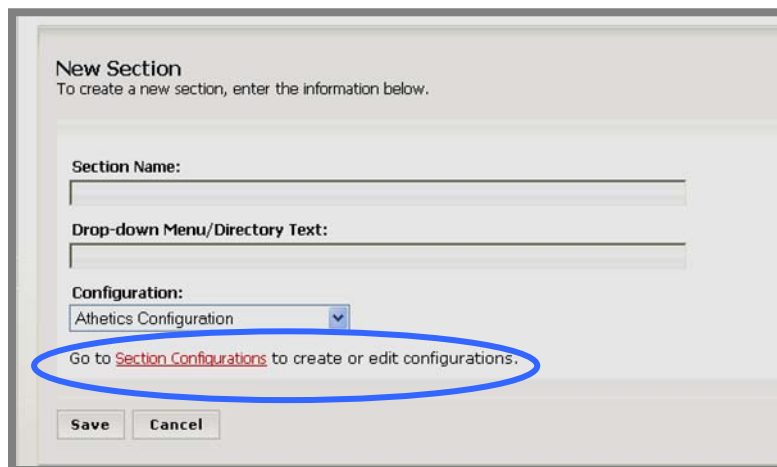 New Section
To create a new section, enter the information below.
Section Name:
Drop-down Menu/Directory Text:
Configuration:
Athetics Configuration
Go to Section Configurations to create or edit configurations.
Save Cancel